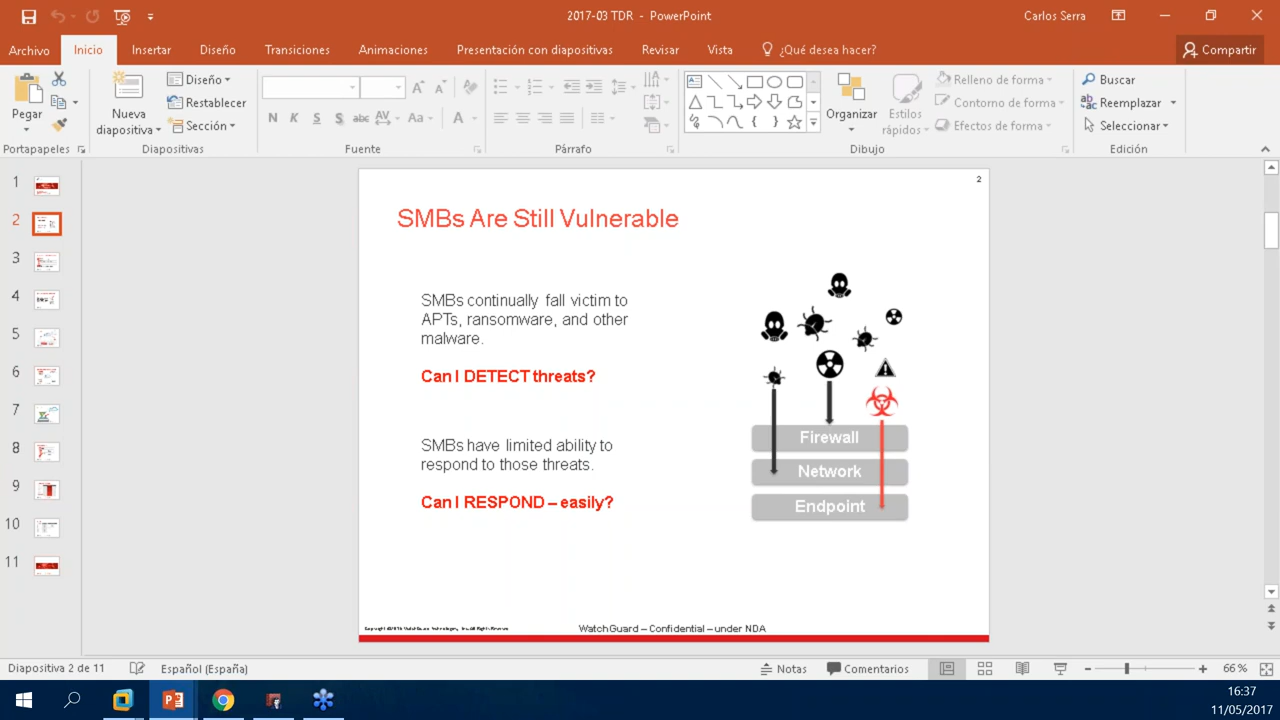 2017-03 TDR - PowerPoint
Carlos Serra
Archivo Inicio Insertar Diseño Transiciones Animaciones Presentación con diapositivas Revisar Vista ¿Qué desea hacer? Compartir
Pegar
Nueva diapositiva
Diseño
Restablecer
Sección
N K S S abc AV Aa A
Organizar
Estilos rápidos
Relleno de forma
Contorno de forma
Efectos de forma
Buscar
Reemplazar
Seleccionar
Portapapeles Diapositivas Fuente Párrafo Dibujo Edición
1
2
3
4
5
6
7
8
9
10
11
2
SMBs Are Still Vulnerable
SMBs continually fall victim to
APTs, ransomware, and other
malware.
Can I DETECT threats?
SMBs have limited ability to
respond to those threats.
Can I RESPOND – easily?
Firewall
Network
Endpoint
WatchGuard – Confidential – under NDA
Diapositiva 2 de 11 Español (España) Notas Comentarios 66 %
16:37
11/05/2017